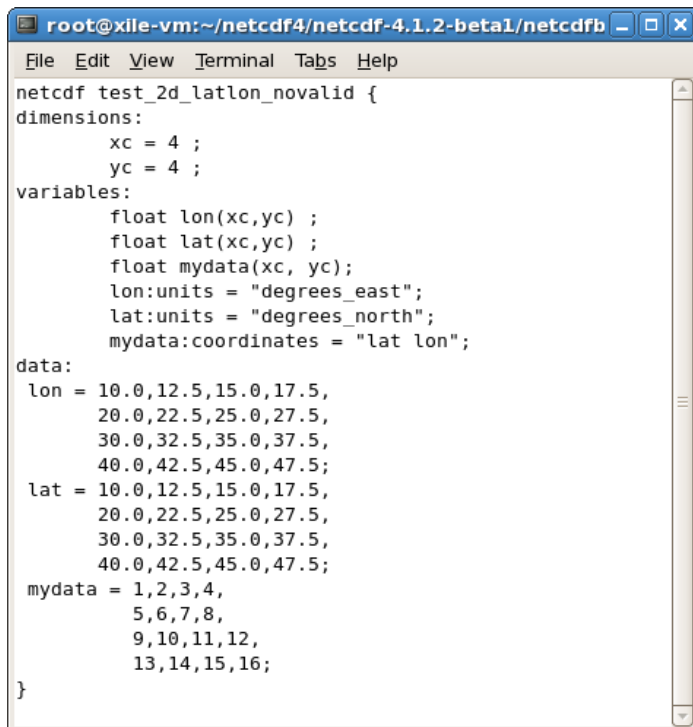 root@xile-vm:~/netcdf4/netcdf-4.1.2-beta1/netcdfb
File Edit View Terminal Tabs Help
netcdf test_2d_latlon_novalid {
dimensions:
        xc = 4 ;
        yc = 4 ;
variables:
        float lon(xc,yc) ;
        float lat(xc,yc) ;
        float mydata(xc, yc);
        lon:units = "degrees_east";
        lat:units = "degrees_north";
        mydata:coordinates = "lat lon";
data:
 lon = 10.0,12.5,15.0,17.5,
       20.0,22.5,25.0,27.5,
       30.0,32.5,35.0,37.5,
       40.0,42.5,45.0,47.5;
 lat = 10.0,12.5,15.0,17.5,
       20.0,22.5,25.0,27.5,
       30.0,32.5,35.0,37.5,
       40.0,42.5,45.0,47.5;
 mydata = 1,2,3,4,
          5,6,7,8,
          9,10,11,12,
          13,14,15,16;
}